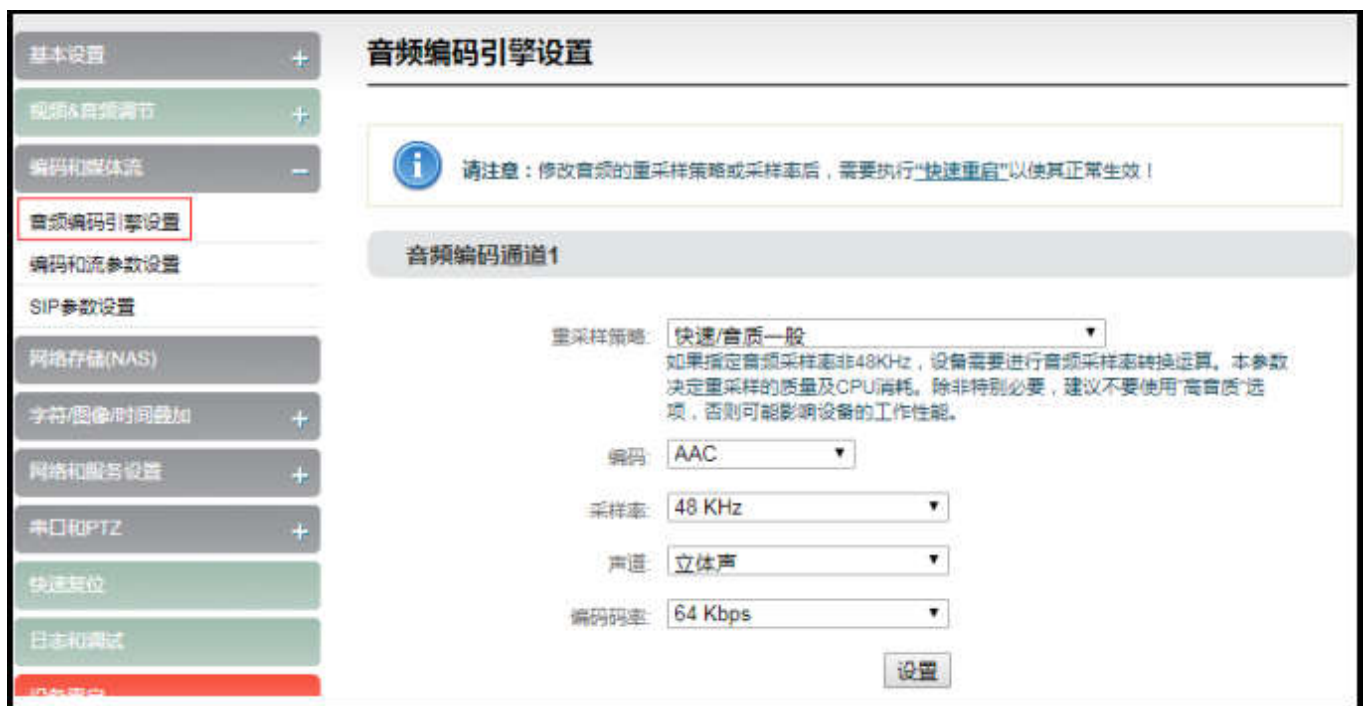 基本设置 +
视频&音频调节 +
编码和媒体流 −
音频编码引擎设置
编码和流参数设置
SIP参数设置
网络存储(NAS)
字符/图像/时间叠加 +
网络和服务设置 +
串口和PTZ +
快速复位
日志和调试
设备重启
音频编码引擎设置
请注意：修改音频的重采样策略或采样率后，需要执行“快速重启”以使其正常生效！
音频编码通道1
重采样策略: 快速/音质一般
如果指定音频采样率非48KHz，设备需要进行音频采样率转换运算。本参数
决定重采样的质量及CPU消耗。除非特别必要，建议不要使用“高音质”选
项，否则可能影响设备的工作性能。
编码: AAC
采样率: 48 KHz
声道: 立体声
编码码率: 64 Kbps
设置